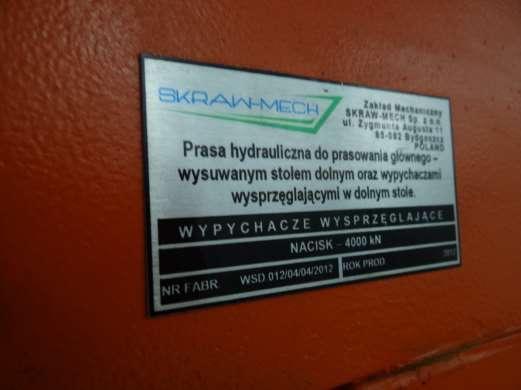 SKRAW-MECH
Zakład Mechaniczny
SKRAW-MECH Sp. z o.o.
ul. Zygmunta Augusta 11
85-082 Bydgoszcz
POLAND
Prasa hydrauliczna do prasowania głównego –
wysuwanym stołem dolnym oraz wypychaczami
wysprzęglającymi w dolnym stole.
WYPYCHACZE WYSPRZĘGLAJĄCE
NACISK – 4000 kN
NR FABR WSD 012/04/04/2012 ROK PROD 2012